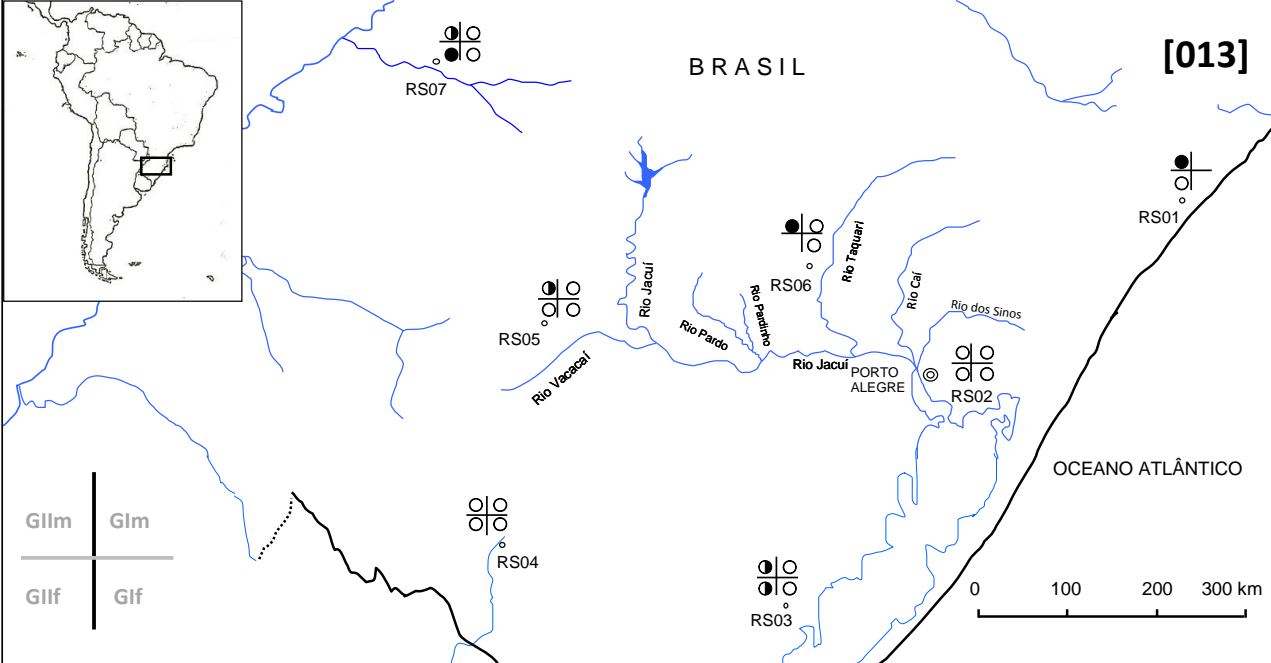 [013]
BRASIL
RS07
RS01
Rio Taquari
Rio Caí
Rio Jacuí
RS06
Rio Pardinho
Rio dos Sinos
RS05
Rio Pardo
Rio Vacacaí
Rio Jacuí
PORTO
ALEGRE
RS02
OCEANO ATLÂNTICO
GIIm
GIm
GIIf
GIf
RS04
RS03
0 100 200 300 km